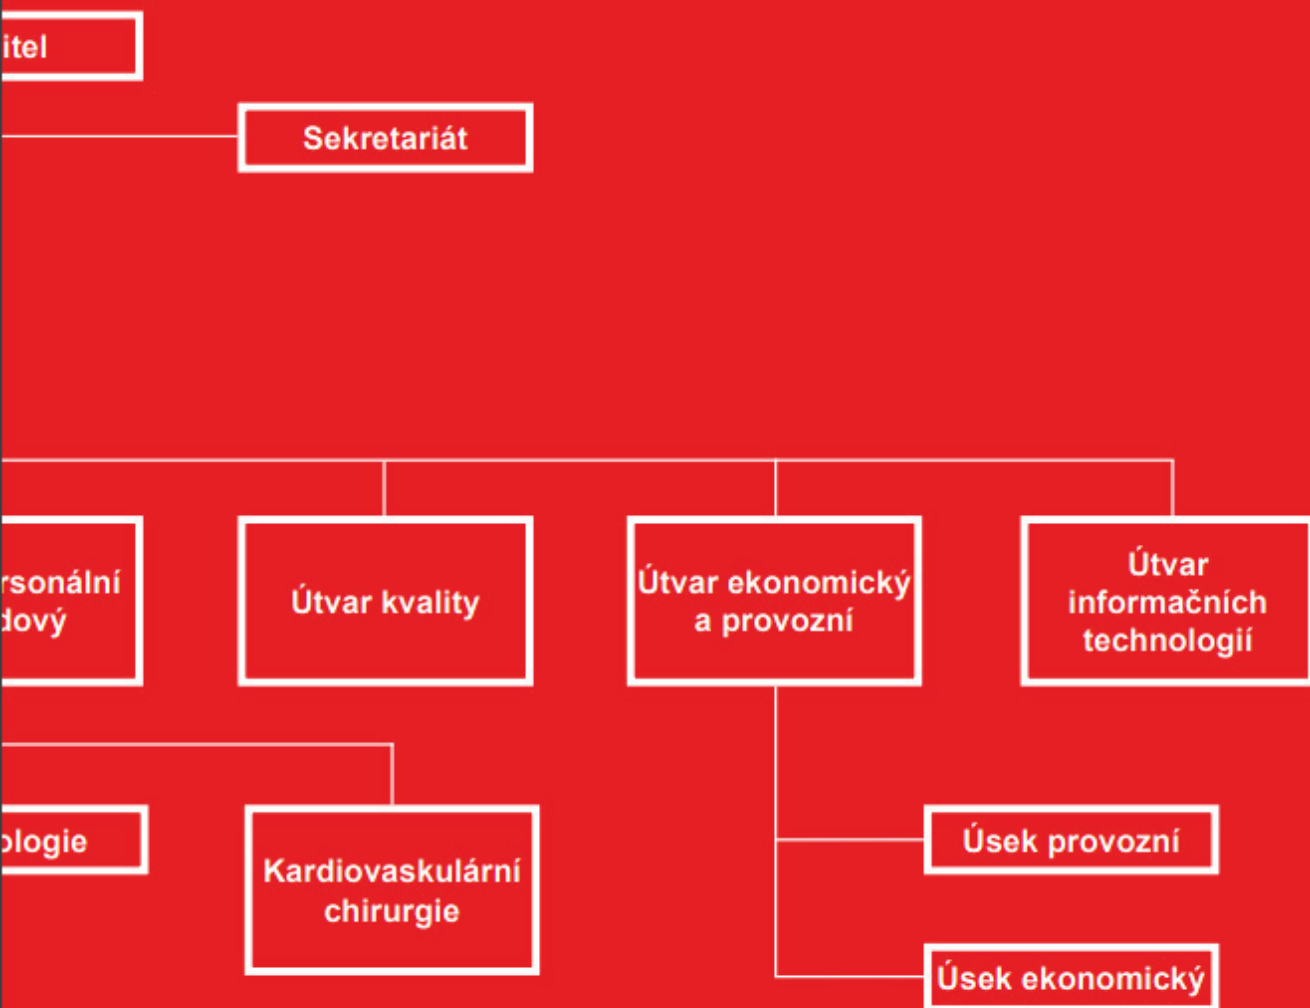 itel
Sekretariát
rsonální
dový
Útvar kvality
Útvar ekonomický
a provozní
Útvar
informačních
technologií
ologie
Kardiovaskulární
chirurgie
Úsek provozní
Úsek ekonomický